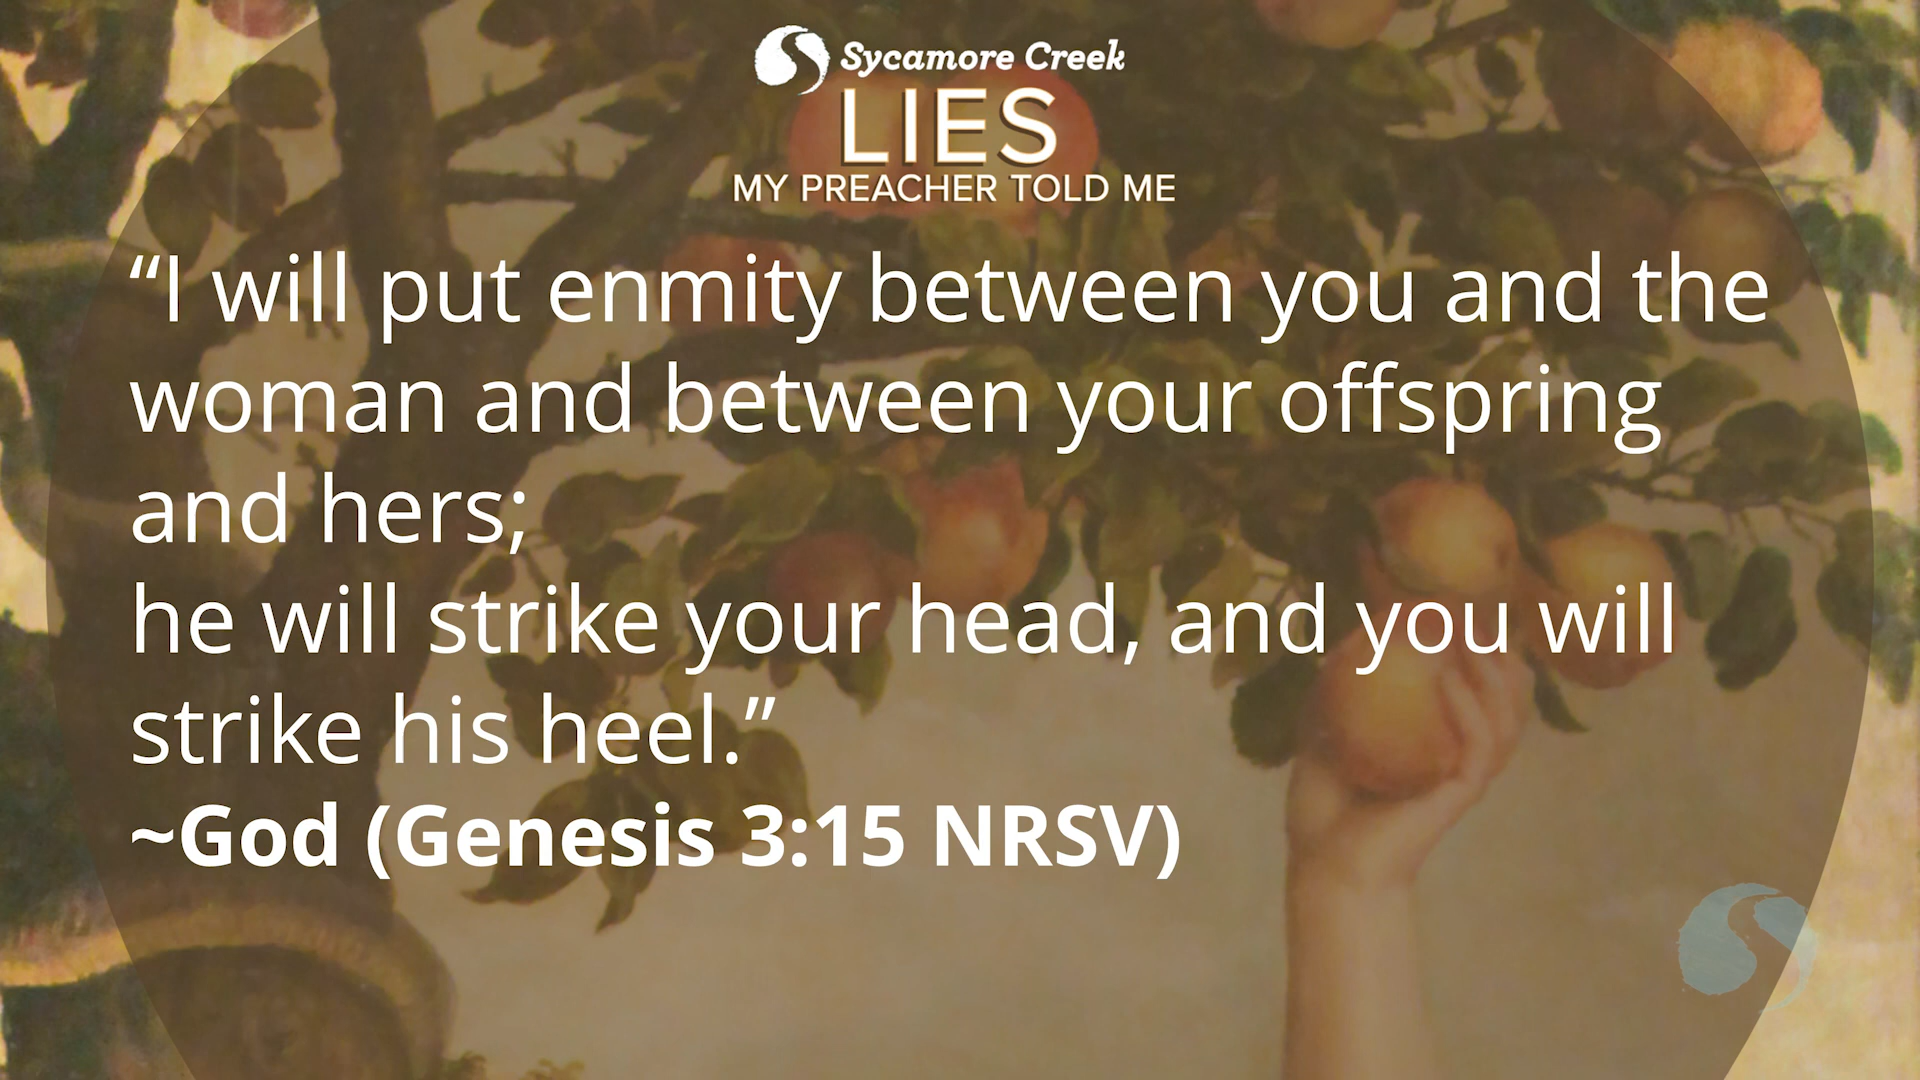 Sycamore Creek
LIES
MY PREACHER TOLD ME
“I will put enmity between you and the
woman and between your offspring
and hers;
he will strike your head, and you will
strike his heel.”
~God (Genesis 3:15 NRSV)